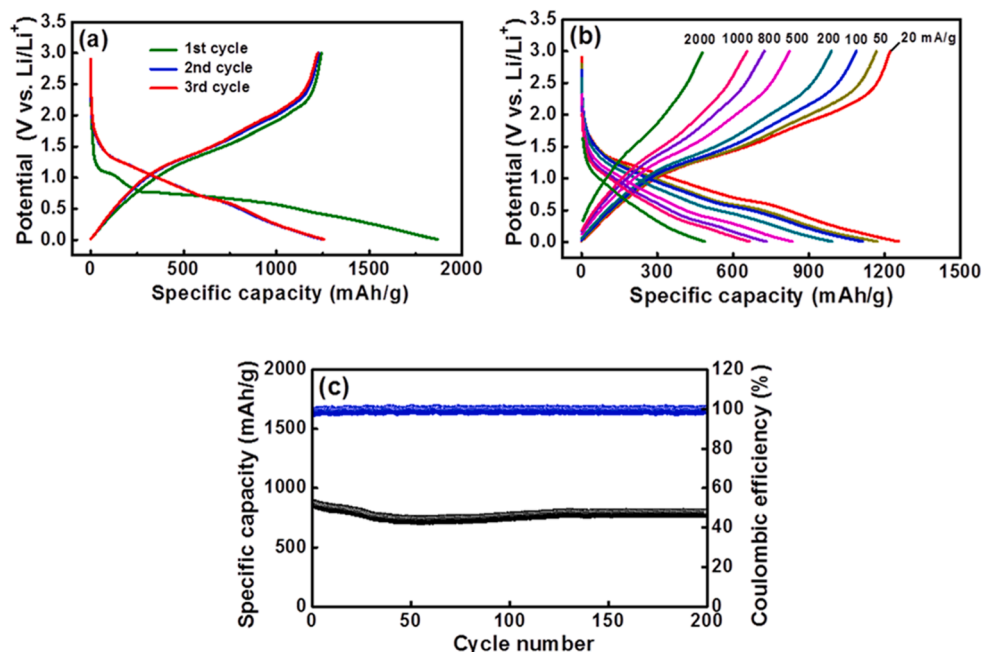 (a)
1st cycle
2nd cycle
3rd cycle
Potential (V vs. Li/Li⁺)
3.5
3.0
2.5
2.0
1.5
1.0
0.5
0.0
0 500 1000 1500 2000
Specific capacity (mAh/g)
(b)
2000 1000 800 500 200 100 50 20 mA/g
Potential (V vs. Li/Li⁺)
3.5
3.0
2.5
2.0
1.5
1.0
0.5
0.0
0 300 600 900 1200 1500
Specific capacity (mAh/g)
(c)
Specific capacity (mAh/g)
2000
1500
1000
500
0
120
100
80
60
40
20
0
Coulombic efficiency (%)
0 50 100 150 200
Cycle number